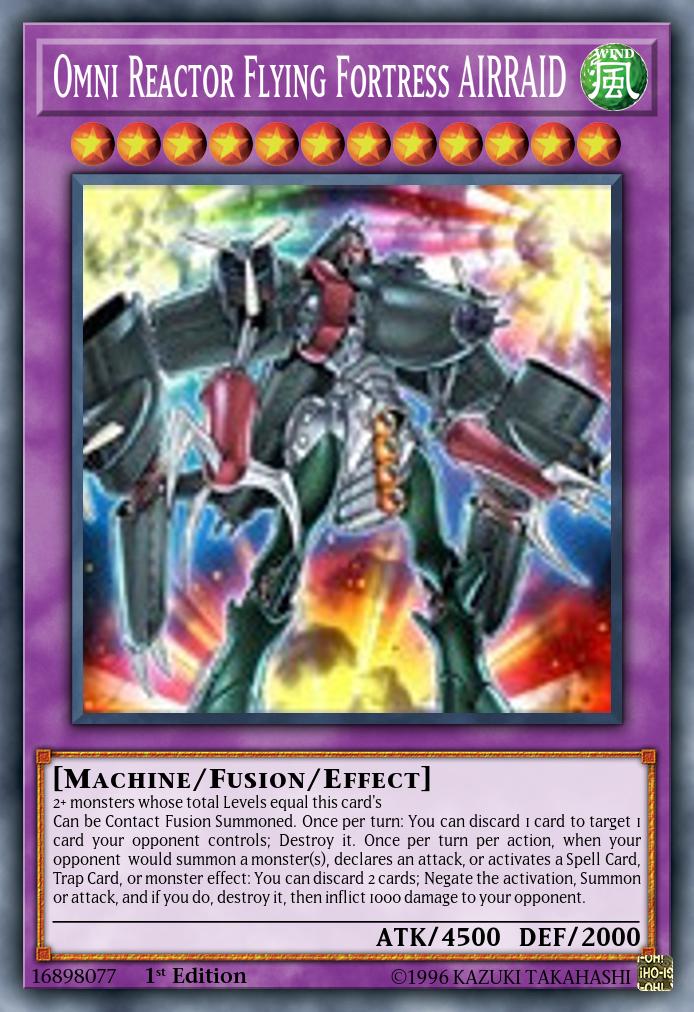 Omni Reactor Flying Fortress AIRRAID
WIND
風
[Machine/Fusion/Effect]
2+ monsters whose total Levels equal this card's
Can be Contact Fusion Summoned. Once per turn: You can discard 1 card to target 1
card your opponent controls; Destroy it. Once per turn per action, when your
opponent would summon a monster(s), declares an attack, or activates a Spell Card,
Trap Card, or monster effect: You can discard 2 cards; Negate the activation, Summon
or attack, and if you do, destroy it, then inflict 1000 damage to your opponent.
ATK/4500 DEF/2000
16898077 1st Edition ©1996 KAZUKI TAKAHASHI